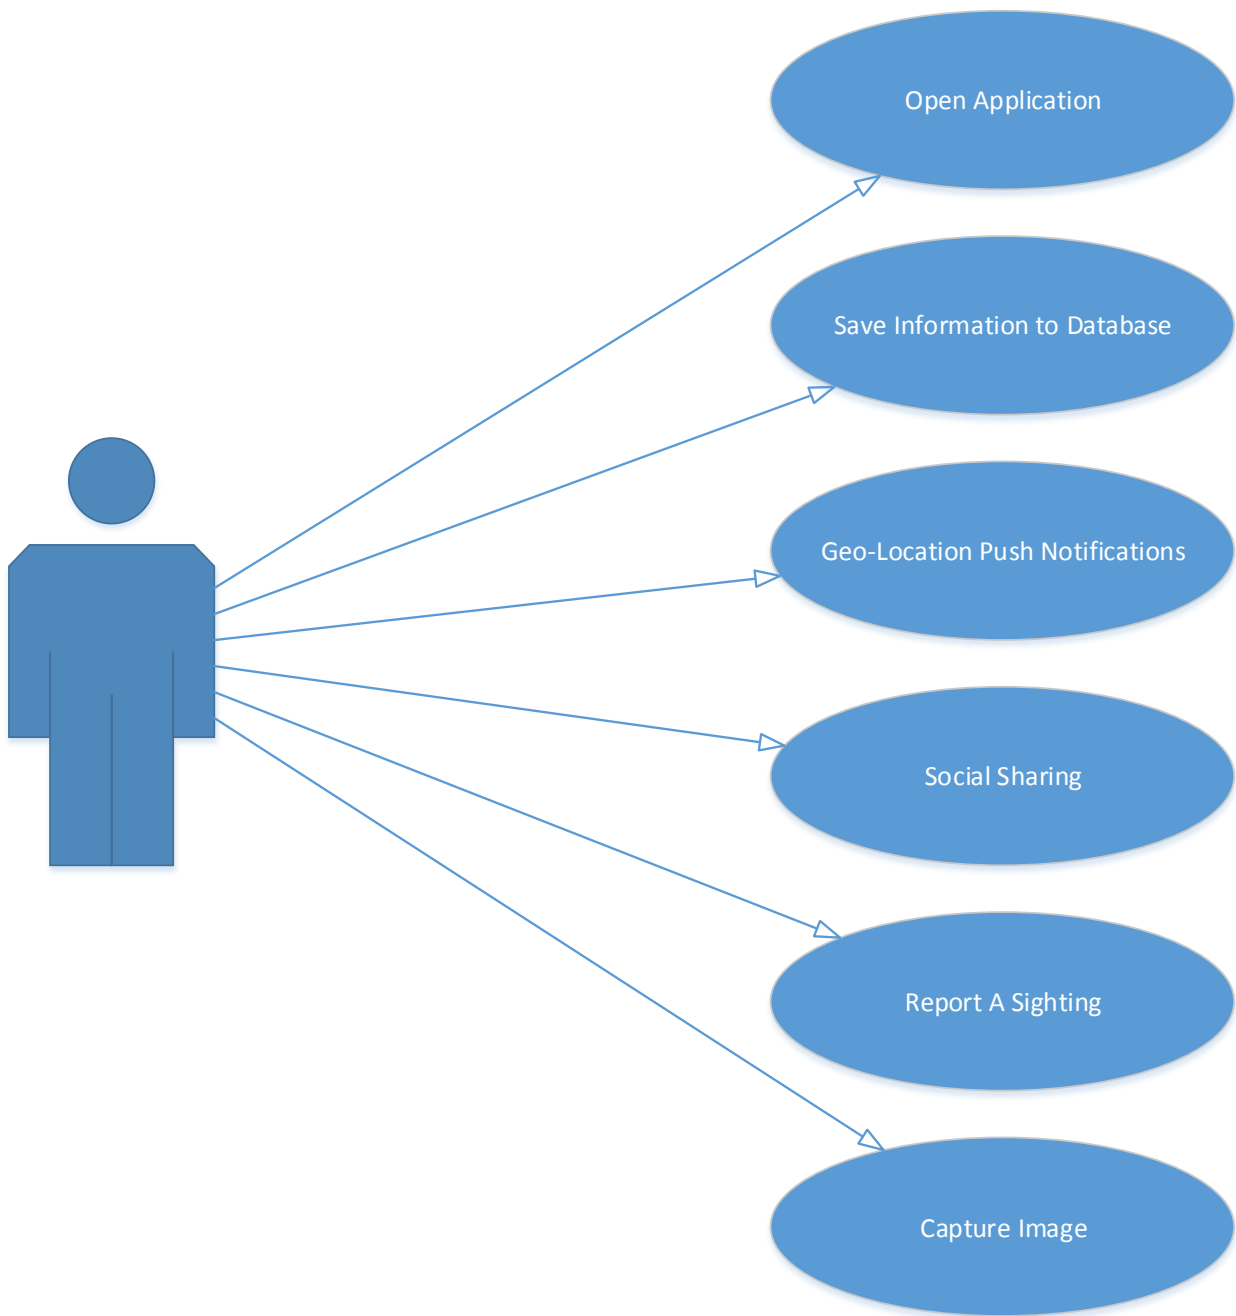 Open Application
Save Information to Database
Geo-Location Push Notifications
Social Sharing
Report A Sighting
Capture Image